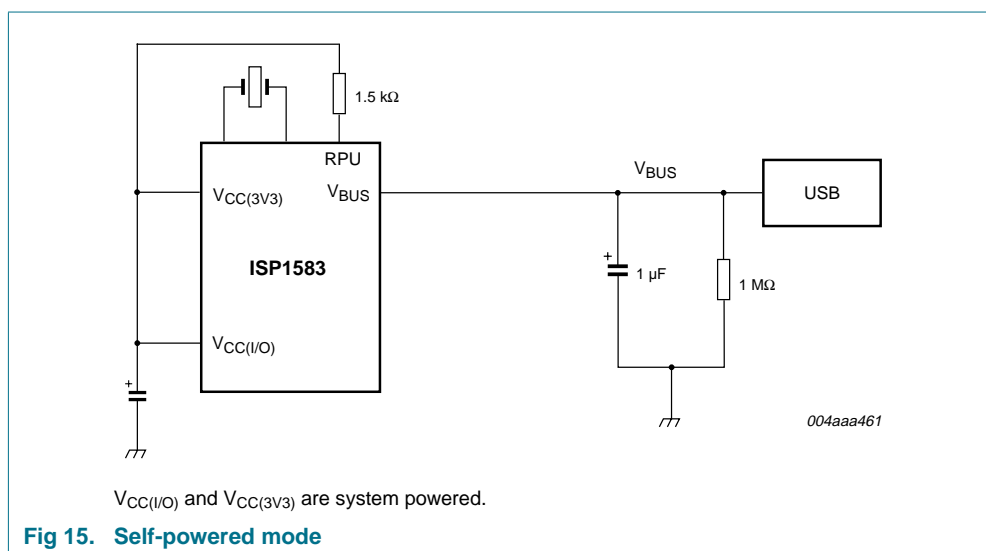 1.5 kΩ
RPU
VCC(3V3)
VBUS
VBUS
USB
ISP1583
+
1 µF
1 MΩ
VCC(I/O)
+
004aaa461
VCC(I/O) and VCC(3V3) are system powered.
Fig 15. Self-powered mode